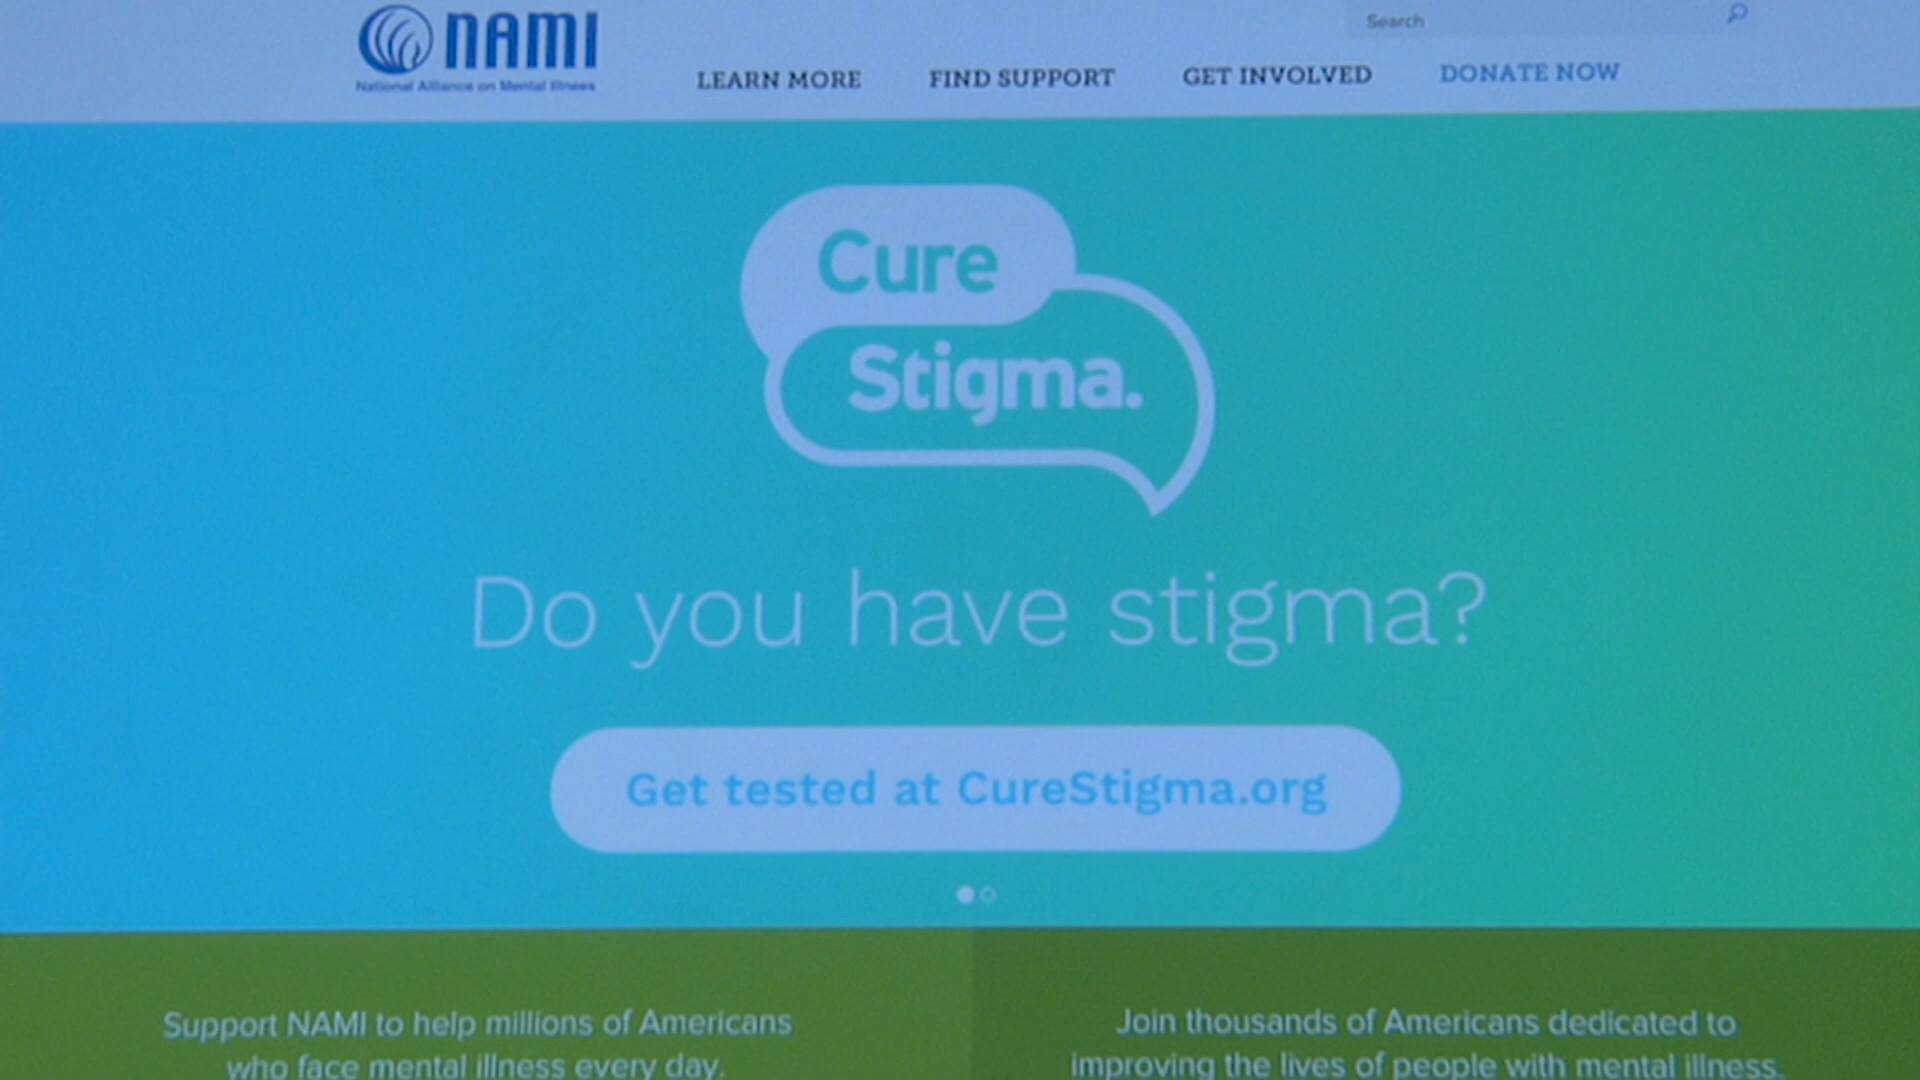 NAMI
National Alliance on Mental Illness
Search
LEARN MORE
FIND SUPPORT
GET INVOLVED
DONATE NOW
Cure
Stigma.
Do you have stigma?
Get tested at CureStigma.org
Support NAMI to help millions of Americans
who face mental illness every day.
Join thousands of Americans dedicated to
improving the lives of people with mental illness.